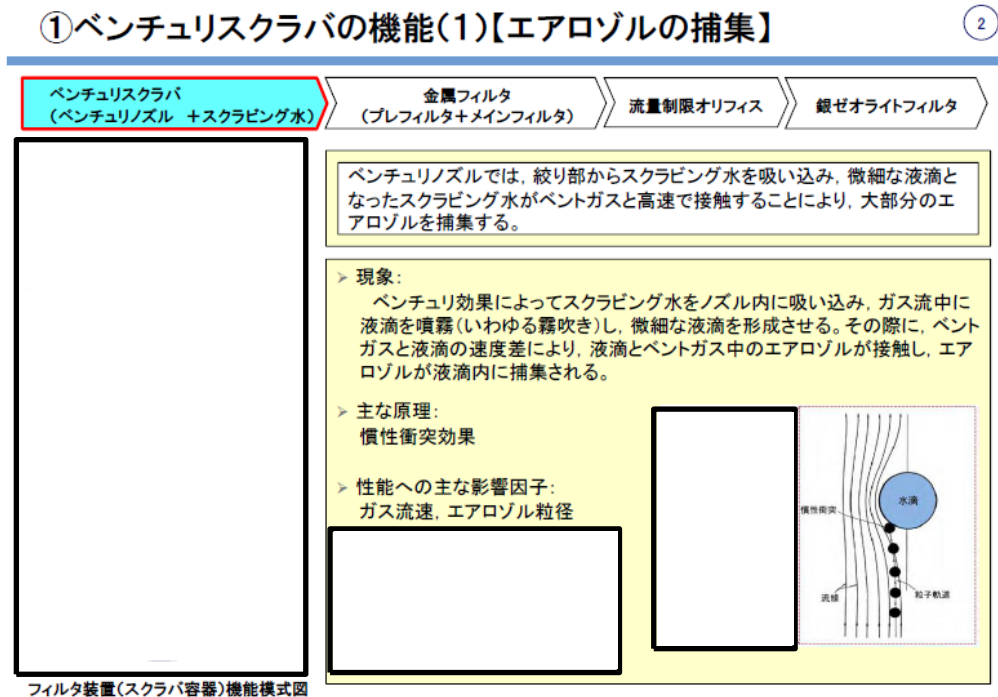 ①ベンチュリスクラバの機能(1)【エアロゾルの捕集】
2
ベンチュリスクラバ
(ベンチュリノズル +スクラビング水)
金属フィルタ
(プレフィルタ+メインフィルタ)
流量制限オリフィス
銀ゼオライトフィルタ
ベンチュリノズルでは, 絞り部からスクラビング水を吸い込み, 微細な液滴と
なったスクラビング水がベントガスと高速で接触することにより, 大部分のエ
アロゾルを捕集する。
➢ 現象:
ベンチュリ効果によってスクラビング水をノズル内に吸い込み, ガス流中に
液滴を噴霧(いわゆる霧吹き)し, 微細な液滴を形成させる。その際に, ベント
ガスと液滴の速度差により, 液滴とベントガス中のエアロゾルが接触し, エア
ロゾルが液滴内に捕集される。
➢ 主な原理:
慣性衝突効果
➢ 性能への主な影響因子:
ガス流速, エアロゾル粒径
水滴
慣性衝突
流線
粒子軌道
フィルタ装置(スクラバ容器)機能模式図